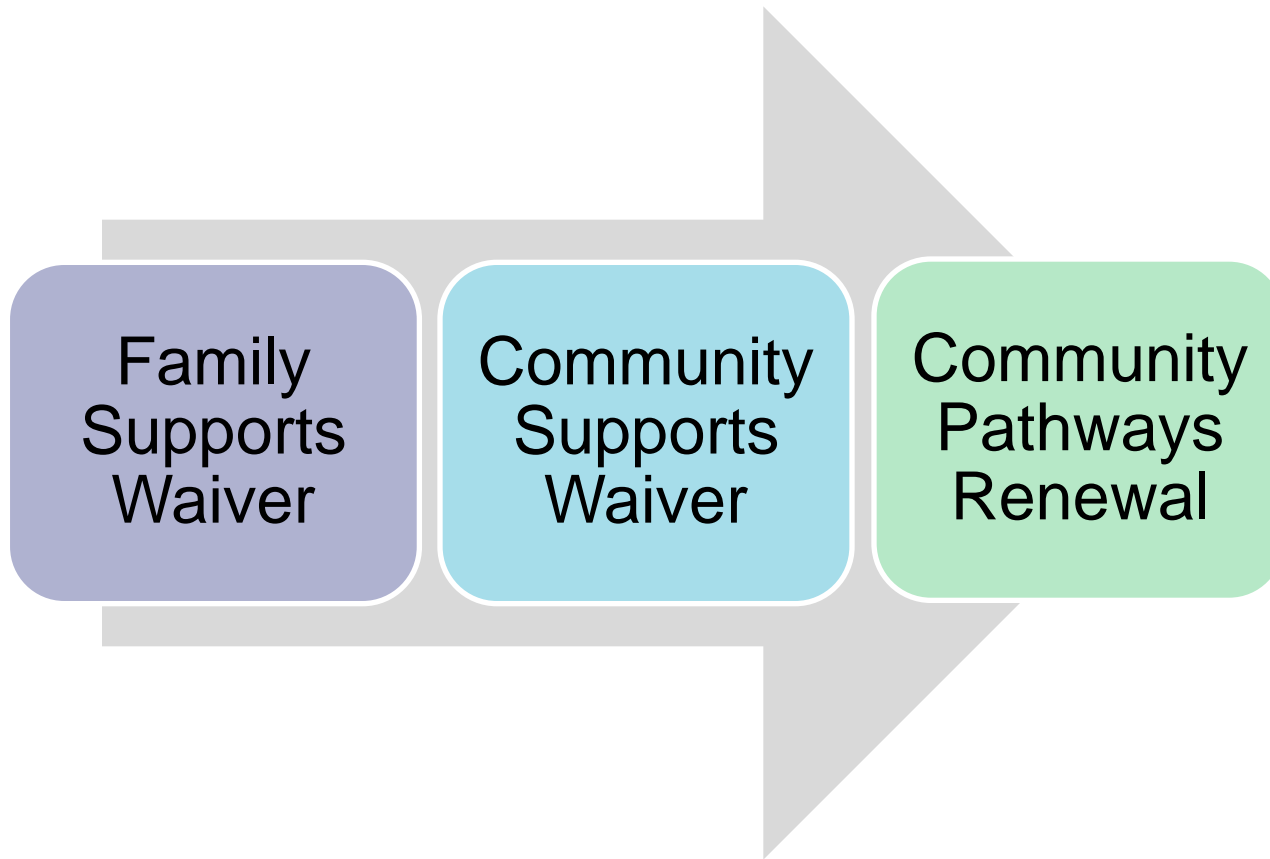 Family
Supports
Waiver
Community
Supports
Waiver
Community
Pathways
Renewal